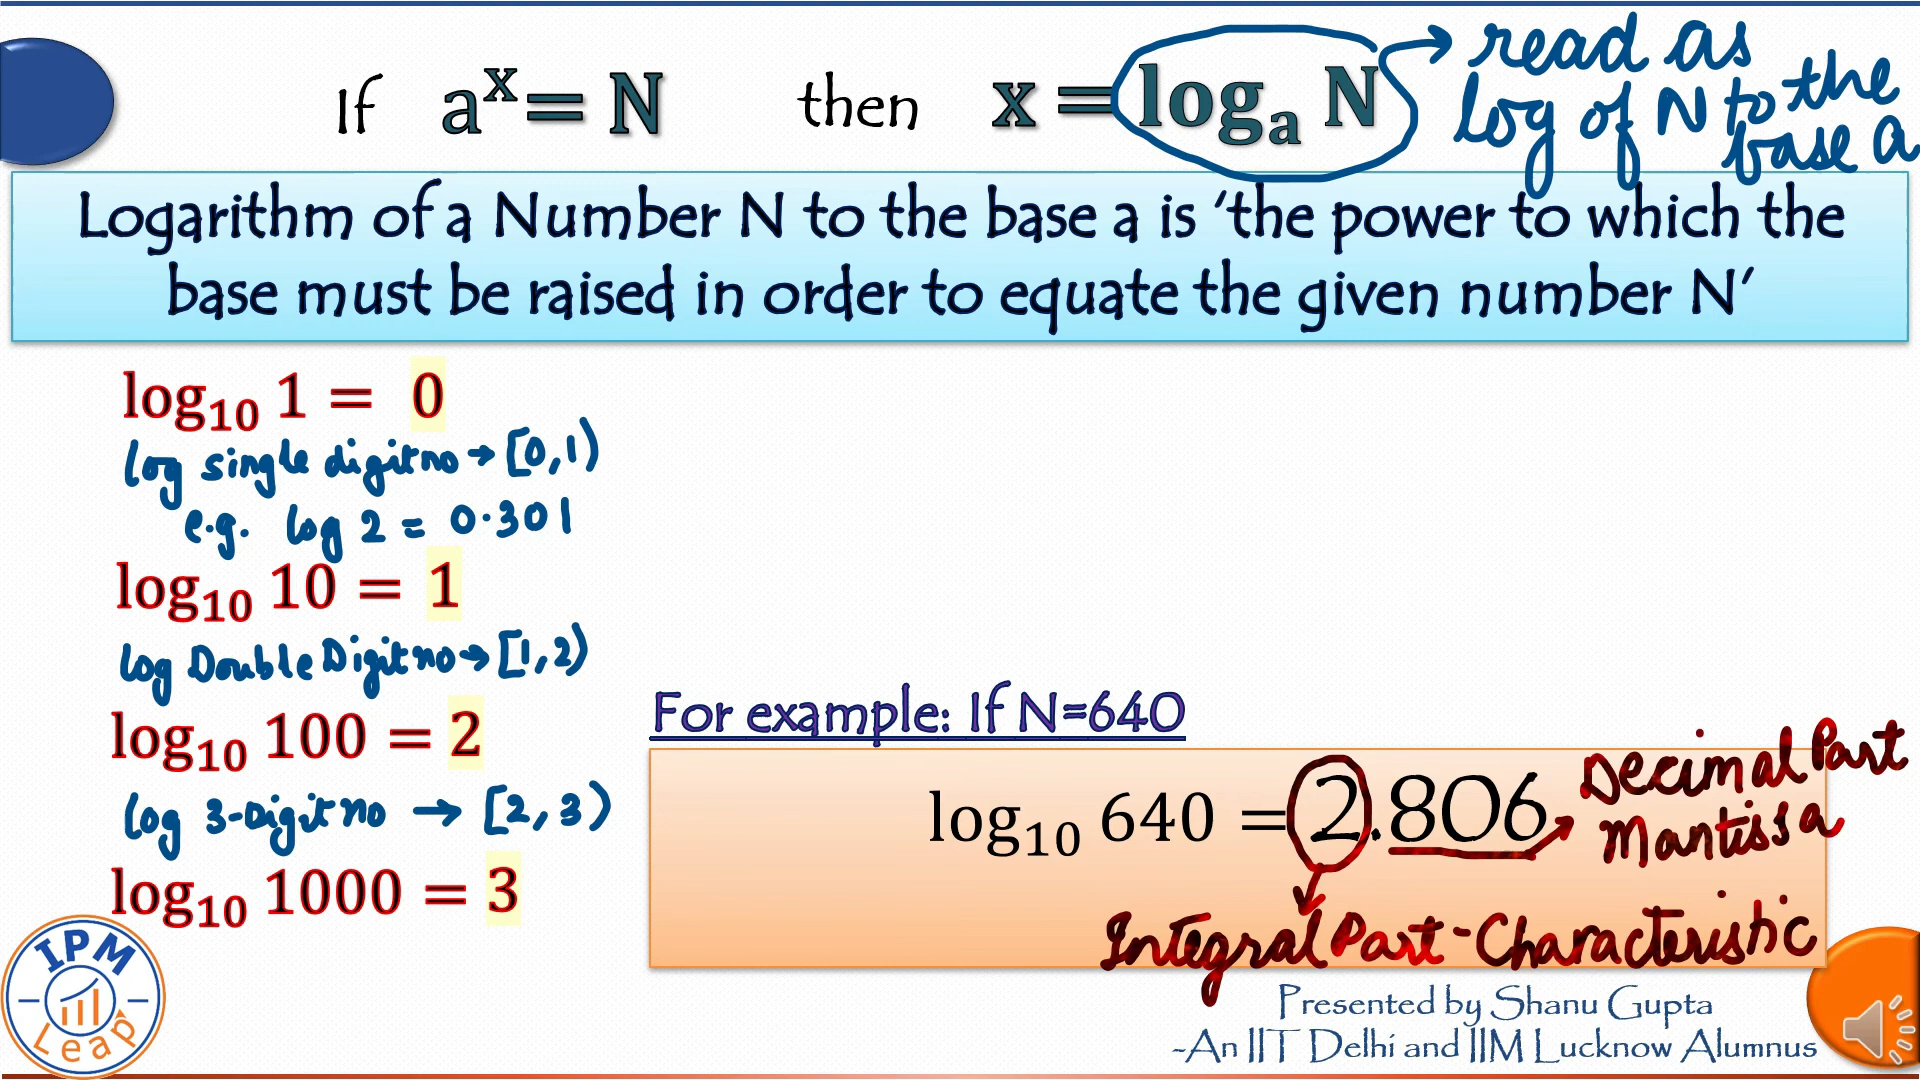 If aˣ = N then x = logₐ N → read as
log of N to the
base a
Logarithm of a Number N to the base a is ‘the power to which the
base must be raised in order to equate the given number N’
log₁₀ 1 = 0
log single digit no → [0,1)
e.g. log 2 = 0.301
log₁₀ 10 = 1
log Double Digit no → [1,2)
log₁₀ 100 = 2
log 3-Digit no → [2,3)
log₁₀ 1000 = 3
For example: If N=640
log₁₀ 640 = 2.806
Decimal Part
Mantissa
Integral Part - Characteristic
IPM
Leap
Presented by Shanu Gupta
-An IIT Delhi and IIM Lucknow Alumnus